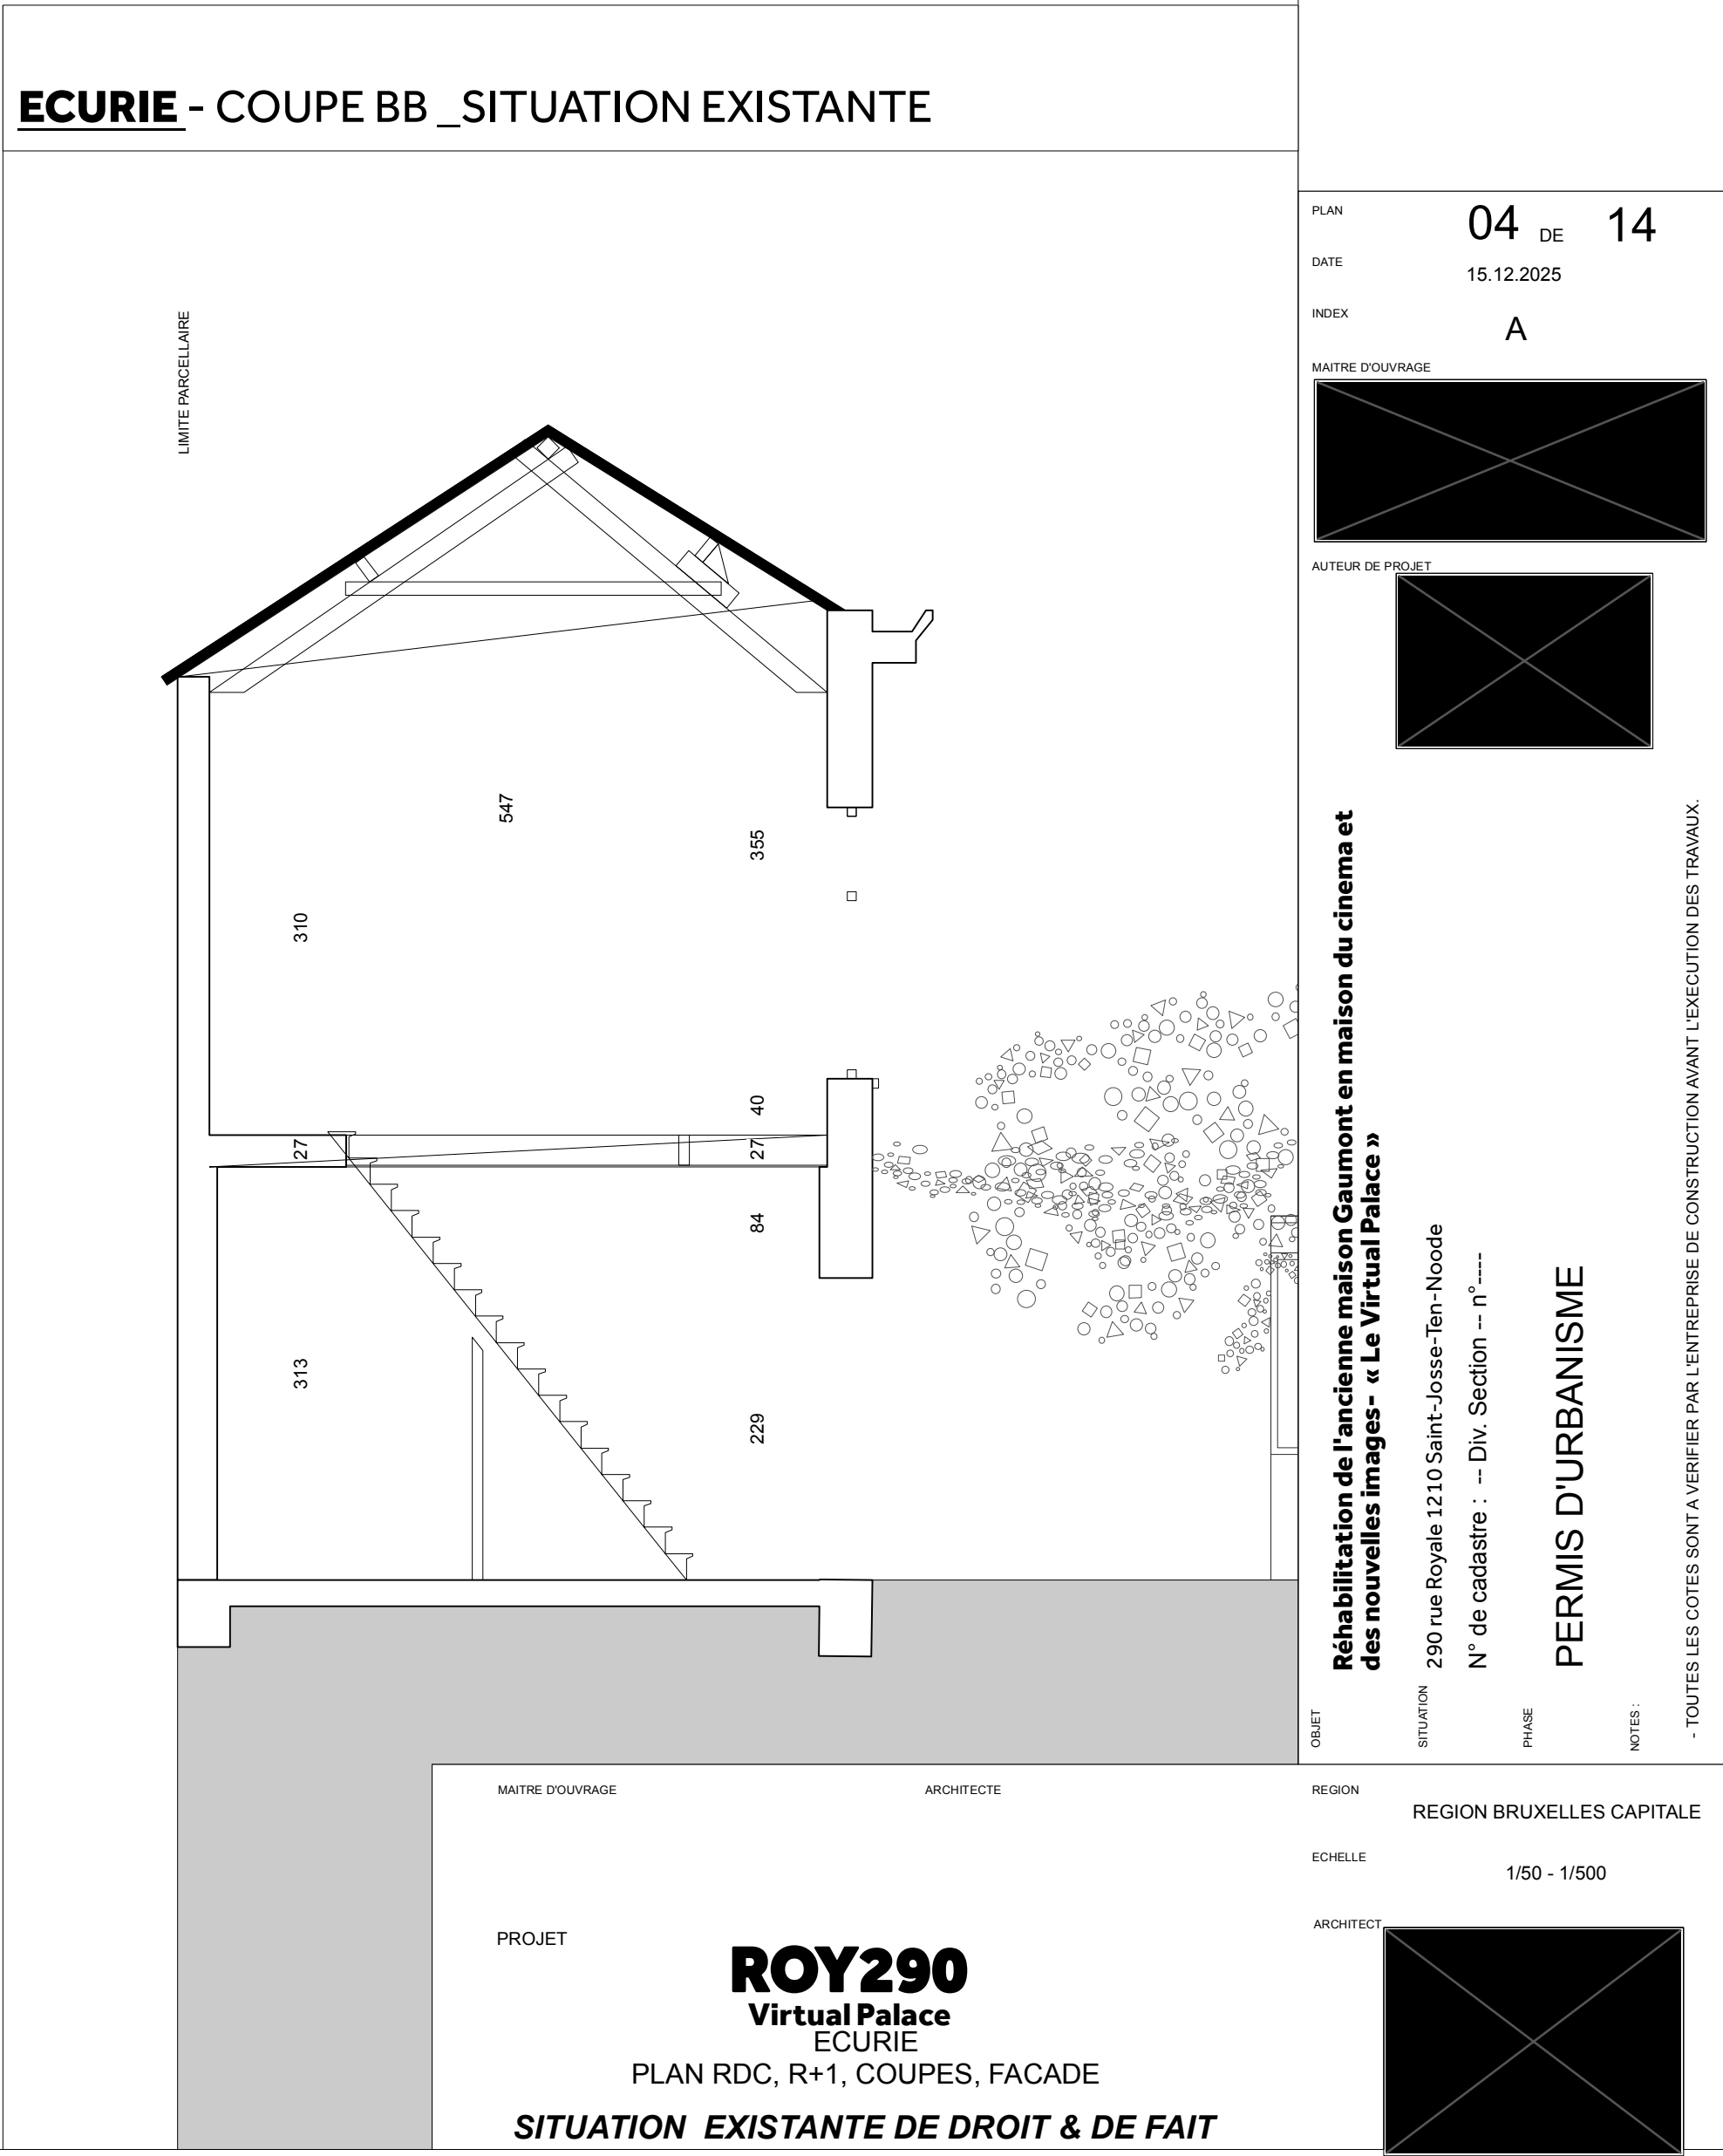 ECURIE - COUPE BB _SITUATION EXISTANTE
LIMITE PARCELLAIRE
547
355
310
40
27
27
84
313
229
PLAN
04 DE 14
DATE
15.12.2025
INDEX
A
MAITRE D'OUVRAGE
AUTEUR DE PROJET
OBJET
Réhabilitation de l'ancienne maison Gaumont en maison du cinema et
des nouvelles images- « Le Virtual Palace »
SITUATION
290 rue Royale 1210 Saint-Josse-Ten-Noode
N° de cadastre : -- Div. Section -- n°----
PHASE
PERMIS D'URBANISME
NOTES :
- TOUTES LES COTES SONT A VERIFIER PAR L'ENTREPRISE DE CONSTRUCTION AVANT L'EXECUTION DES TRAVAUX.
MAITRE D'OUVRAGE
ARCHITECTE
REGION
REGION BRUXELLES CAPITALE
ECHELLE
1/50 - 1/500
ARCHITECT
PROJET
ROY290
Virtual Palace
ECURIE
PLAN RDC, R+1, COUPES, FACADE
SITUATION EXISTANTE DE DROIT & DE FAIT